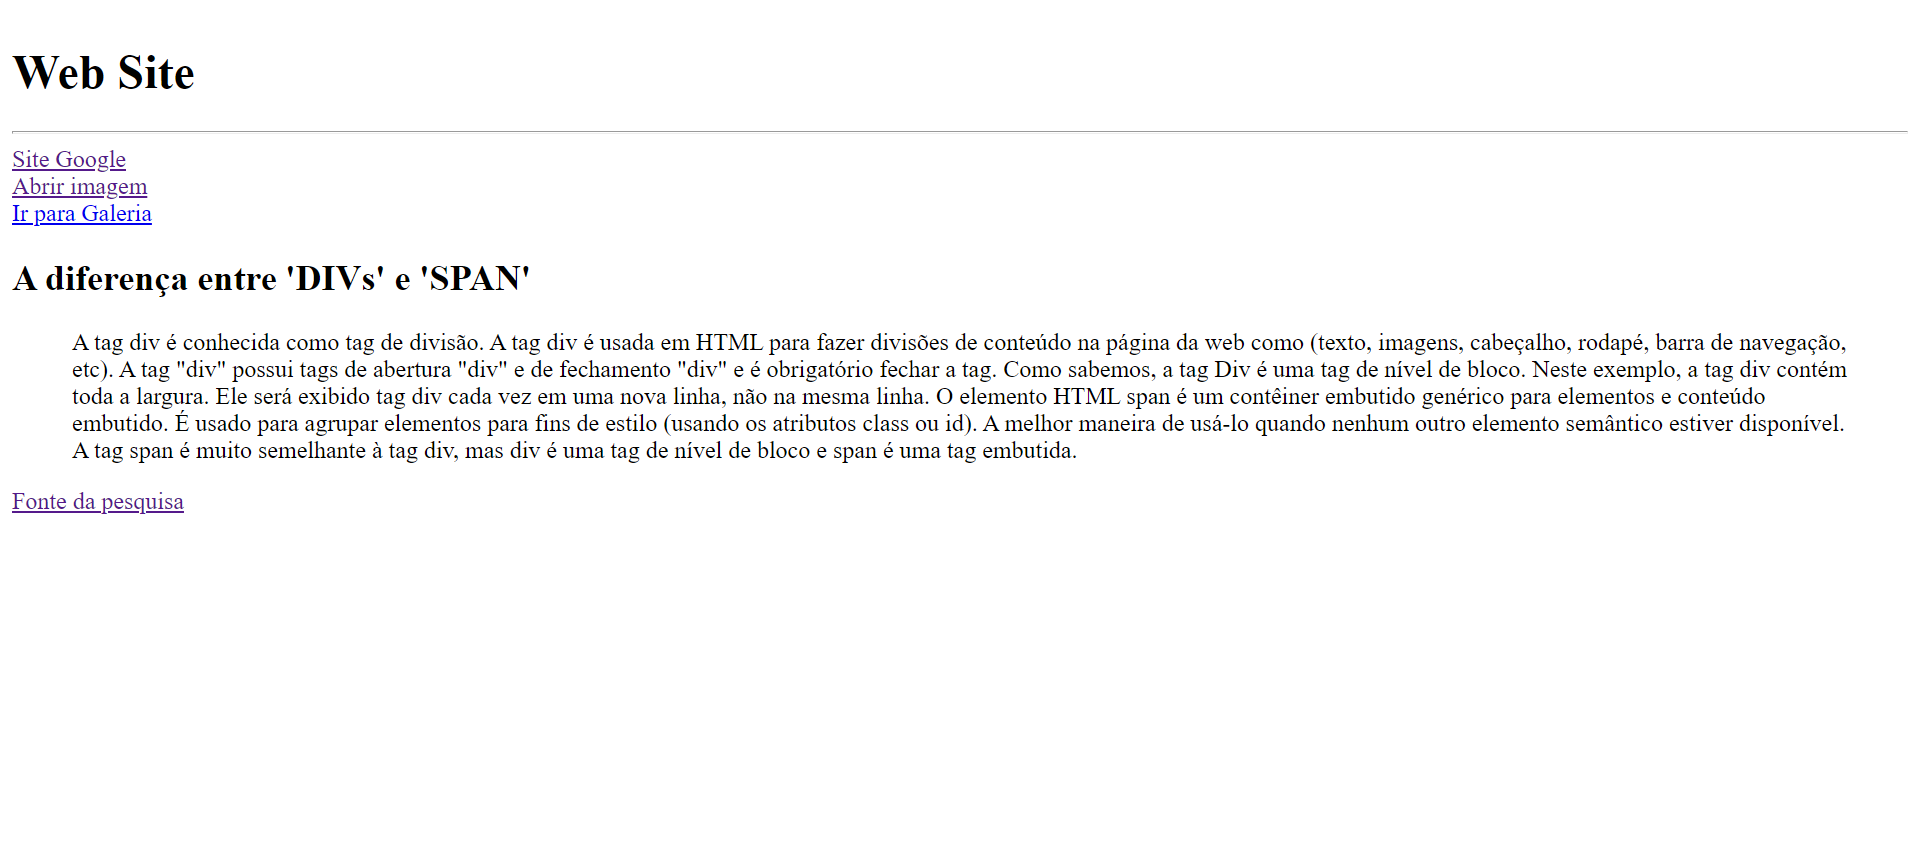 Web Site
Site Google
Abrir imagem
Ir para Galeria
A diferença entre 'DIVs' e 'SPAN'
A tag div é conhecida como tag de divisão. A tag div é usada em HTML para fazer divisões de conteúdo na página da web como (texto, imagens, cabeçalho, rodapé, barra de navegação,
etc). A tag "div" possui tags de abertura "div" e de fechamento "div" e é obrigatório fechar a tag. Como sabemos, a tag Div é uma tag de nível de bloco. Neste exemplo, a tag div contém
toda a largura. Ele será exibido tag div cada vez em uma nova linha, não na mesma linha. O elemento HTML span é um contêiner embutido genérico para elementos e conteúdo
embutido. É usado para agrupar elementos para fins de estilo (usando os atributos class ou id). A melhor maneira de usá-lo quando nenhum outro elemento semântico estiver disponível.
A tag span é muito semelhante à tag div, mas div é uma tag de nível de bloco e span é uma tag embutida.
Fonte da pesquisa